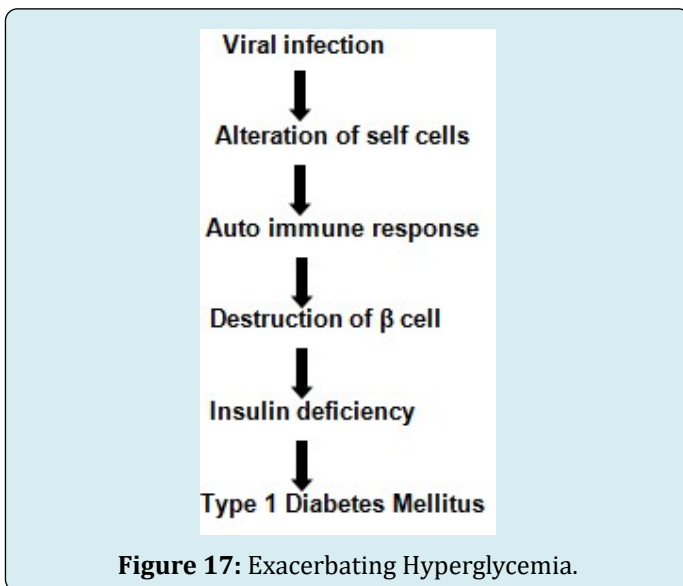 Viral infection
Alteration of self cells
Auto immune response
Destruction of β cell
Insulin deficiency
Type 1 Diabetes Mellitus
Figure 17: Exacerbating Hyperglycemia.